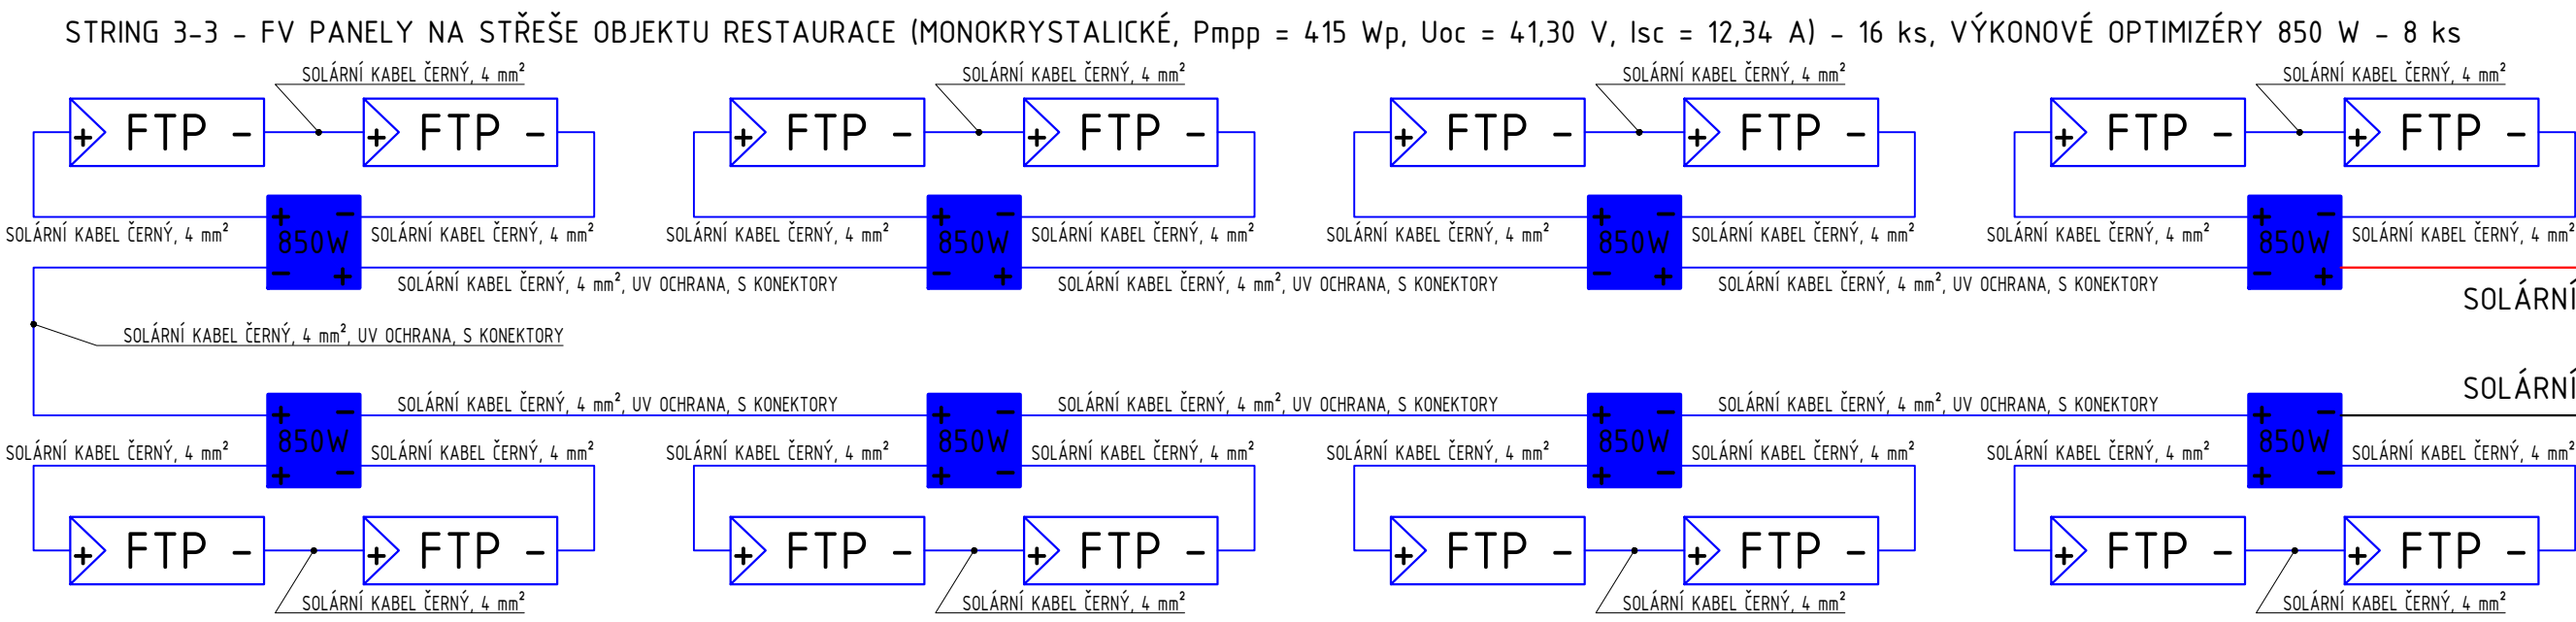 STRING 3-3 - FV PANELY NA STŘEŠE OBJEKTU RESTAURACE (MONOKRYSTALICKÉ, Pmpp = 415 Wp, Uoc = 41,30 V, Isc = 12,34 A) - 16 ks, VÝKONOVÉ OPTIMIZÉRY 850 W - 8 ks
SOLÁRNÍ KABEL ČERNÝ, 4 mm² SOLÁRNÍ KABEL ČERNÝ, 4 mm² SOLÁRNÍ KABEL ČERNÝ, 4 mm² SOLÁRNÍ KABEL ČERNÝ, 4 mm²
+ FTP - + FTP - + FTP - + FTP - + FTP - + FTP - + FTP - + FTP -
+ - + - + - + -
SOLÁRNÍ KABEL ČERNÝ, 4 mm² 850W SOLÁRNÍ KABEL ČERNÝ, 4 mm² SOLÁRNÍ KABEL ČERNÝ, 4 mm² 850W SOLÁRNÍ KABEL ČERNÝ, 4 mm² SOLÁRNÍ KABEL ČERNÝ, 4 mm² 850W SOLÁRNÍ KABEL ČERNÝ, 4 mm² SOLÁRNÍ KABEL ČERNÝ, 4 mm² 850W SOLÁRNÍ KABEL ČERNÝ, 4 mm²
- + - + - + - +
SOLÁRNÍ KABEL ČERNÝ, 4 mm², UV OCHRANA, S KONEKTORY SOLÁRNÍ KABEL ČERNÝ, 4 mm², UV OCHRANA, S KONEKTORY SOLÁRNÍ KABEL ČERNÝ, 4 mm², UV OCHRANA, S KONEKTORY SOLÁRNÍ
SOLÁRNÍ KABEL ČERNÝ, 4 mm², UV OCHRANA, S KONEKTORY
SOLÁRNÍ KABEL ČERNÝ, 4 mm², UV OCHRANA, S KONEKTORY SOLÁRNÍ KABEL ČERNÝ, 4 mm², UV OCHRANA, S KONEKTORY SOLÁRNÍ KABEL ČERNÝ, 4 mm², UV OCHRANA, S KONEKTORY SOLÁRNÍ
+ - + - + - + -
SOLÁRNÍ KABEL ČERNÝ, 4 mm² 850W SOLÁRNÍ KABEL ČERNÝ, 4 mm² SOLÁRNÍ KABEL ČERNÝ, 4 mm² 850W SOLÁRNÍ KABEL ČERNÝ, 4 mm² SOLÁRNÍ KABEL ČERNÝ, 4 mm² 850W SOLÁRNÍ KABEL ČERNÝ, 4 mm² SOLÁRNÍ KABEL ČERNÝ, 4 mm² 850W SOLÁRNÍ KABEL ČERNÝ, 4 mm²
+ - + - + - + -
+ FTP - + FTP - + FTP - + FTP - + FTP - + FTP - + FTP - + FTP -
SOLÁRNÍ KABEL ČERNÝ, 4 mm² SOLÁRNÍ KABEL ČERNÝ, 4 mm² SOLÁRNÍ KABEL ČERNÝ, 4 mm² SOLÁRNÍ KABEL ČERNÝ, 4 mm²